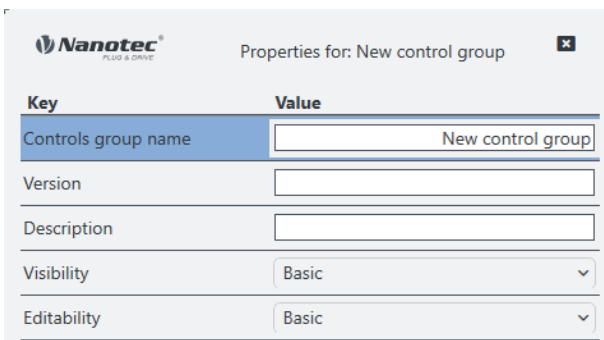 Nanotec®
PLUG & DRIVE
Properties for: New control group
Key Value
Controls group name New control group
Version
Description
Visibility Basic
Editability Basic